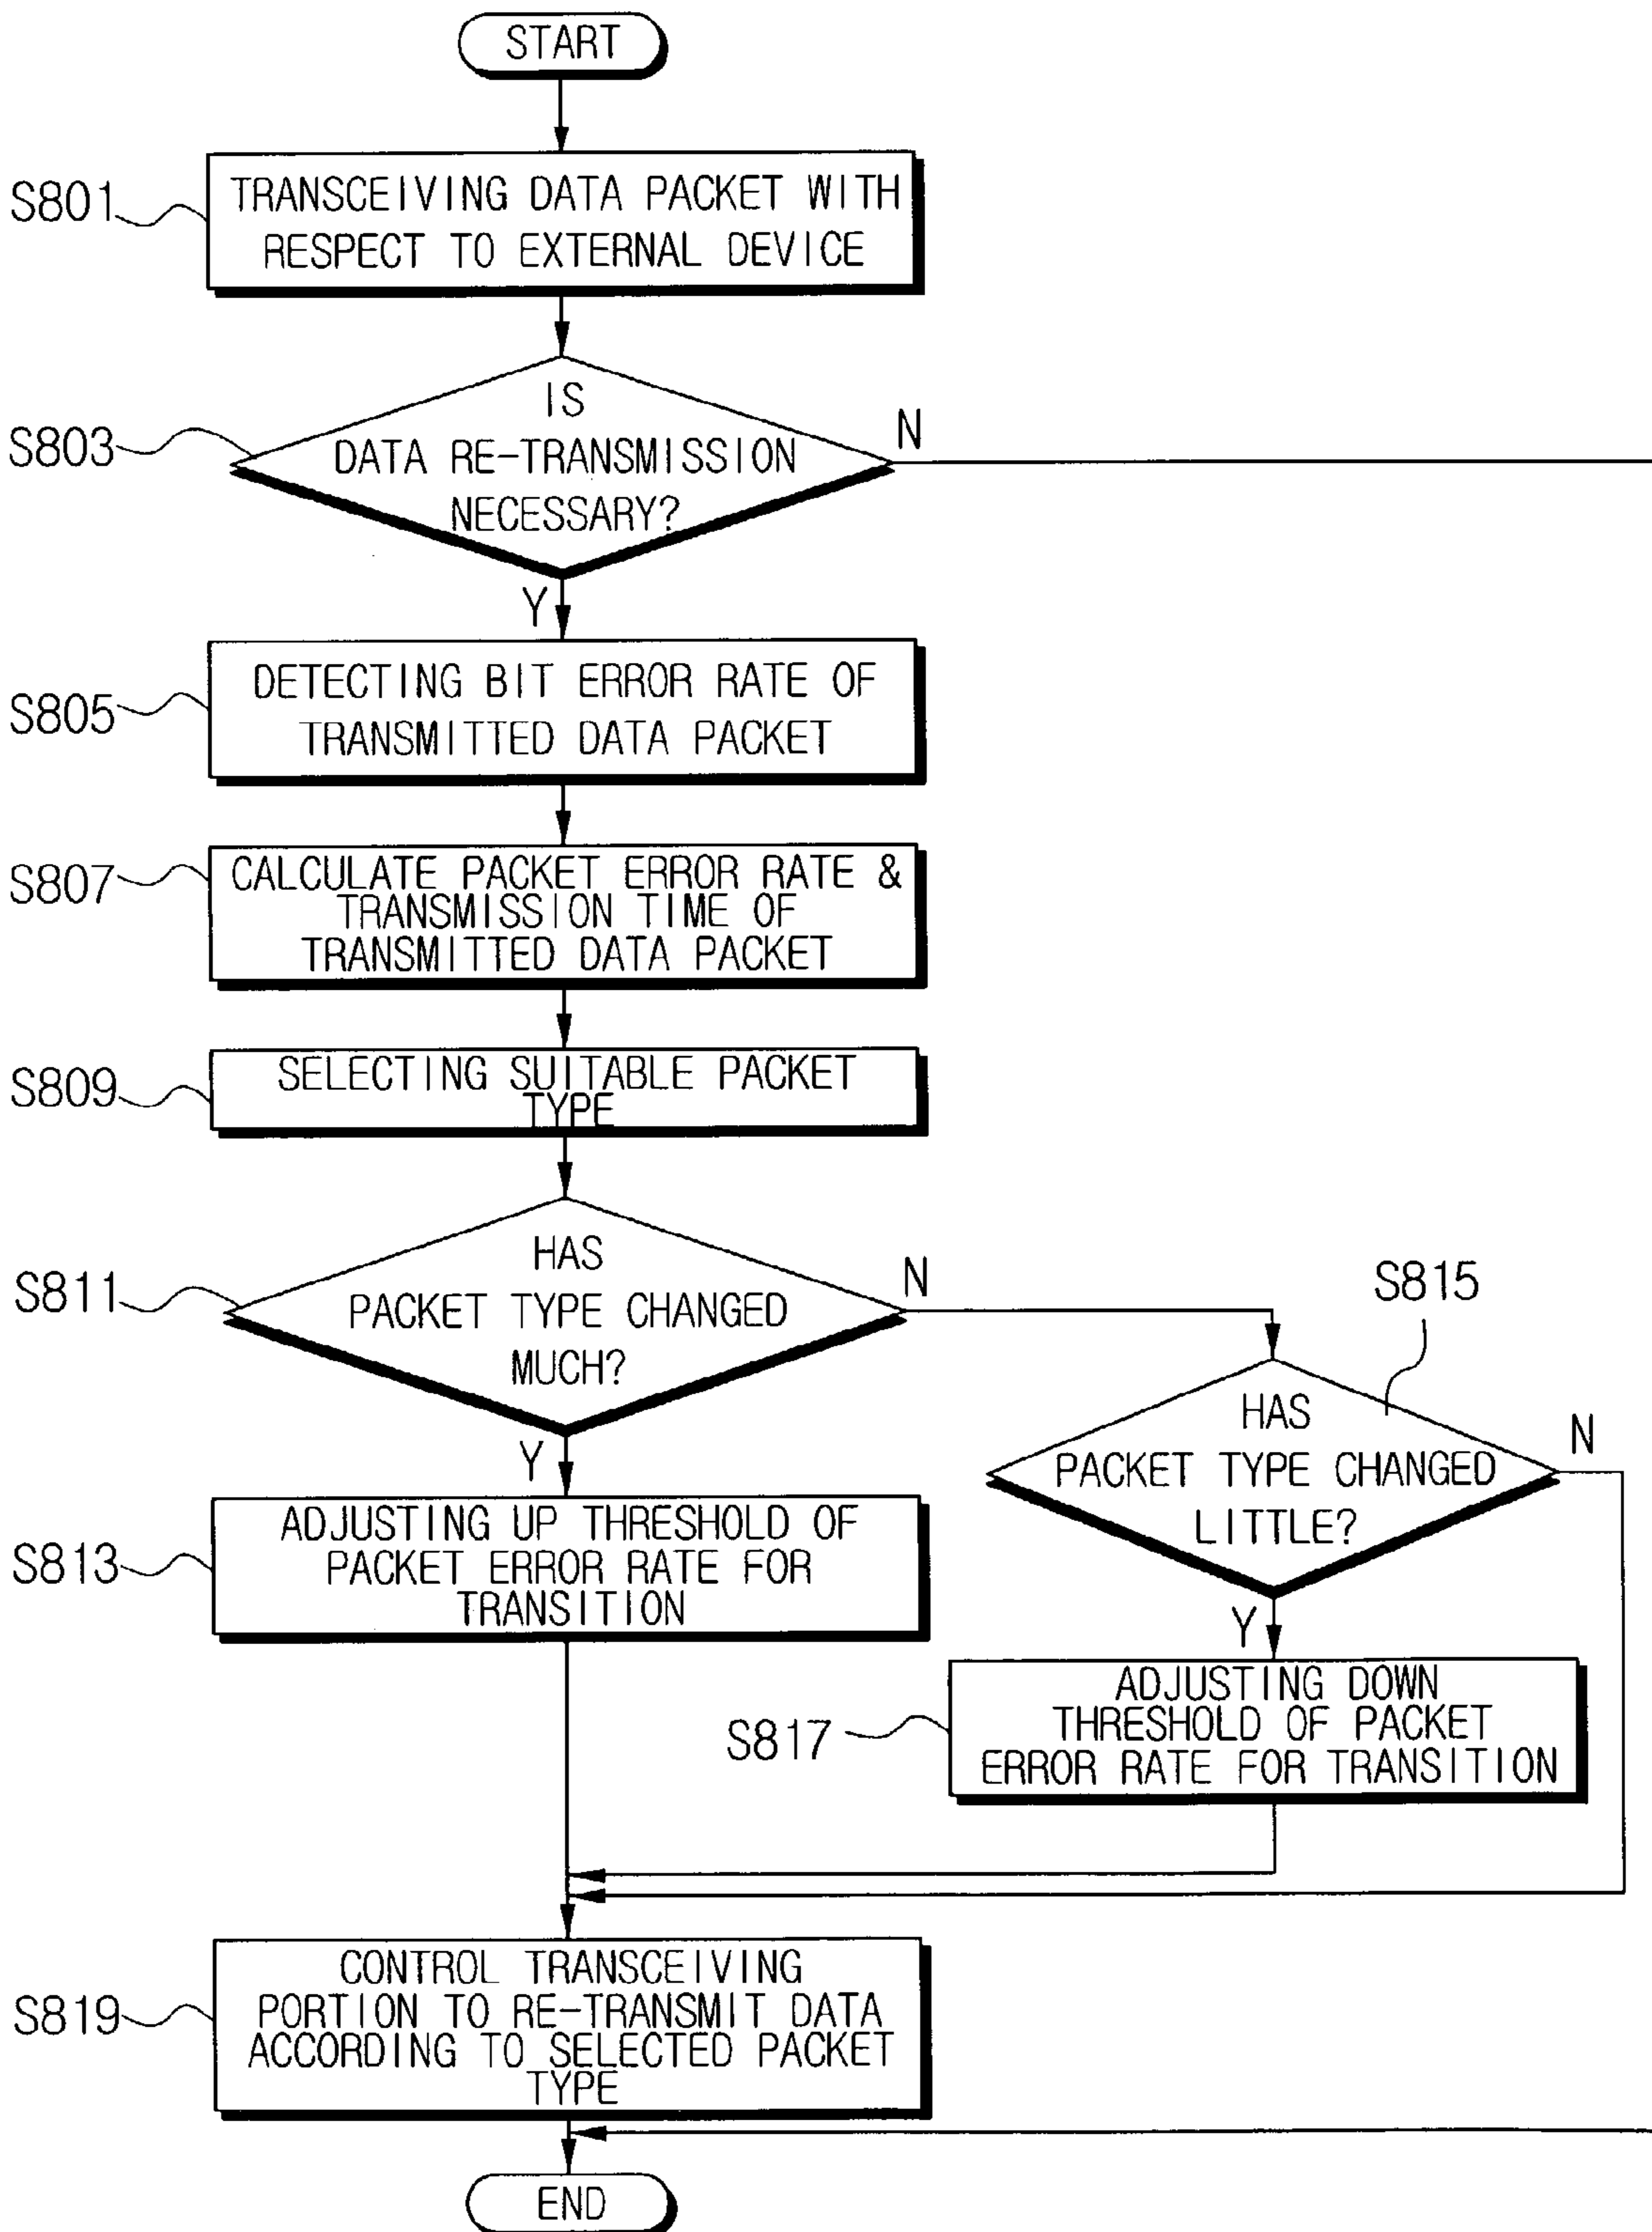 START
S801
TRANSCEIVING DATA PACKET WITH
RESPECT TO EXTERNAL DEVICE
S803
IS
DATA RE-TRANSMISSION
NECESSARY?
N
Y
S805
DETECTING BIT ERROR RATE OF
TRANSMITTED DATA PACKET
S807
CALCULATE PACKET ERROR RATE &
TRANSMISSION TIME OF
TRANSMITTED DATA PACKET
S809
SELECTING SUITABLE PACKET
TYPE
S811
HAS
PACKET TYPE CHANGED
MUCH?
N
Y
S815
HAS
PACKET TYPE CHANGED
LITTLE?
N
Y
S813
ADJUSTING UP THRESHOLD OF
PACKET ERROR RATE FOR
TRANSITION
S817
ADJUSTING DOWN
THRESHOLD OF PACKET
ERROR RATE FOR TRANSITION
S819
CONTROL TRANSCEIVING
PORTION TO RE-TRANSMIT DATA
ACCORDING TO SELECTED PACKET
TYPE
END